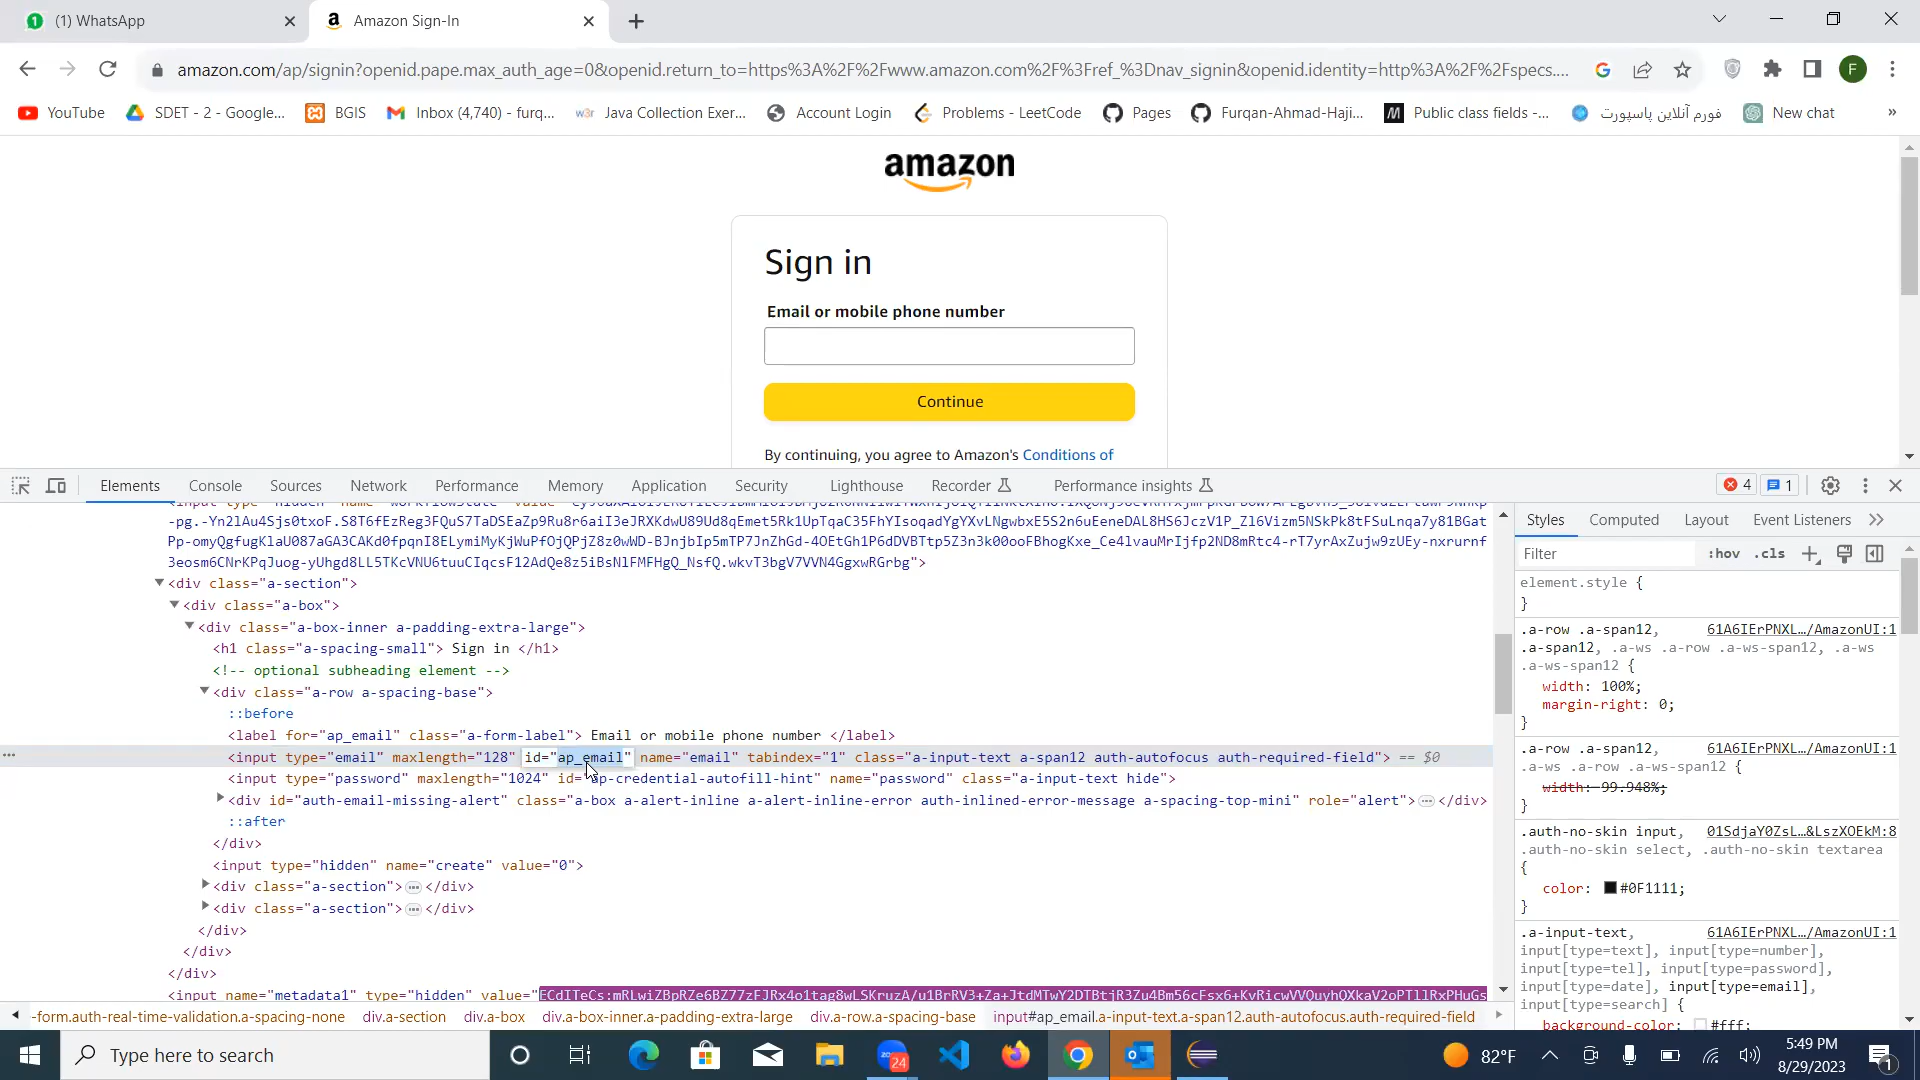 (1) WhatsApp
Amazon Sign-In
amazon.com/ap/signin?openid.pape.max_auth_age=0&openid.return_to=https%3A%2F%2Fwww.amazon.com%2F%3Fref_%3Dnav_signin&openid.identity=http%3A%2F%2Fspecs....
F
YouTube
SDET - 2 - Google...
BGIS
Inbox (4,740) - furq...
Java Collection Exer...
Account Login
Problems - LeetCode
Pages
Furqan-Ahmad-Haji...
Public class fields -...
فورم آنلاین پاسپورت
New chat
»
amazon
Sign in
Email or mobile phone number
Continue
By continuing, you agree to Amazon's Conditions of
Elements
Console
Sources
Network
Performance
Memory
Application
Security
Lighthouse
Recorder
Performance insights
4
1
3eosm6CNrKPqJuog-yUhgd8LL5TKcVNU6tuuCIqcsF12AdQe8z5iBsNlFMFHgQ_NsfQ.wkvT3bgV7VVN4GgxwRGrbg">
<div class="a-section">
<div class="a-box">
<div class="a-box-inner a-padding-extra-large">
<h1 class="a-spacing-small"> Sign in </h1>
<!-- optional subheading element -->
<div class="a-row a-spacing-base">
::before
<label for="ap_email" class="a-form-label"> Email or mobile phone number </label>
<input type="email" maxlength="128" id="ap_email" name="email" tabindex="1" class="a-input-text a-span12 auth-autofocus auth-required-field"> == $0
<input type="password" maxlength="1024" id="ap-credential-autofill-hint" name="password" class="a-input-text hide">
<div id="auth-email-missing-alert" class="a-box a-alert-inline a-alert-inline-error auth-inlined-error-message a-spacing-top-mini" role="alert"> … </div>
::after
</div>
<input type="hidden" name="create" value="0">
<div class="a-section"> … </div>
<div class="a-section"> … </div>
</div>
</div>
</div>
<input name="metadata1" type="hidden" value="
-form.auth-real-time-validation.a-spacing-none
div.a-section
div.a-box
div.a-box-inner.a-padding-extra-large
div.a-row.a-spacing-base
input#ap_email.a-input-text.a-span12.auth-autofocus.auth-required-field
Styles
Computed
Layout
Event Listeners
»
Filter
:hov
.cls
element.style {
}
.a-row .a-span12, 61A6IErPNXL…/AmazonUI:1
.a-span12, .a-ws .a-row .a-ws-span12, .a-ws
.a-ws-span12 {
width: 100%;
margin-right: 0;
}
.a-row .a-span12, 61A6IErPNXL…/AmazonUI:1
.a-ws .a-row .a-ws-span12 {
width: 99.948%;
}
.auth-no-skin input, 01SdjaY0ZsL…&LszXOEkM:8
.auth-no-skin select, .auth-no-skin textarea
{
color: #0F1111;
}
.a-input-text, 61A6IErPNXL…/AmazonUI:1
input[type=text], input[type=number],
input[type=tel], input[type=password],
input[type=date], input[type=email],
input[type=search] {
background-color: #fff;
Type here to search
24
82°F
5:49 PM
8/29/2023
1